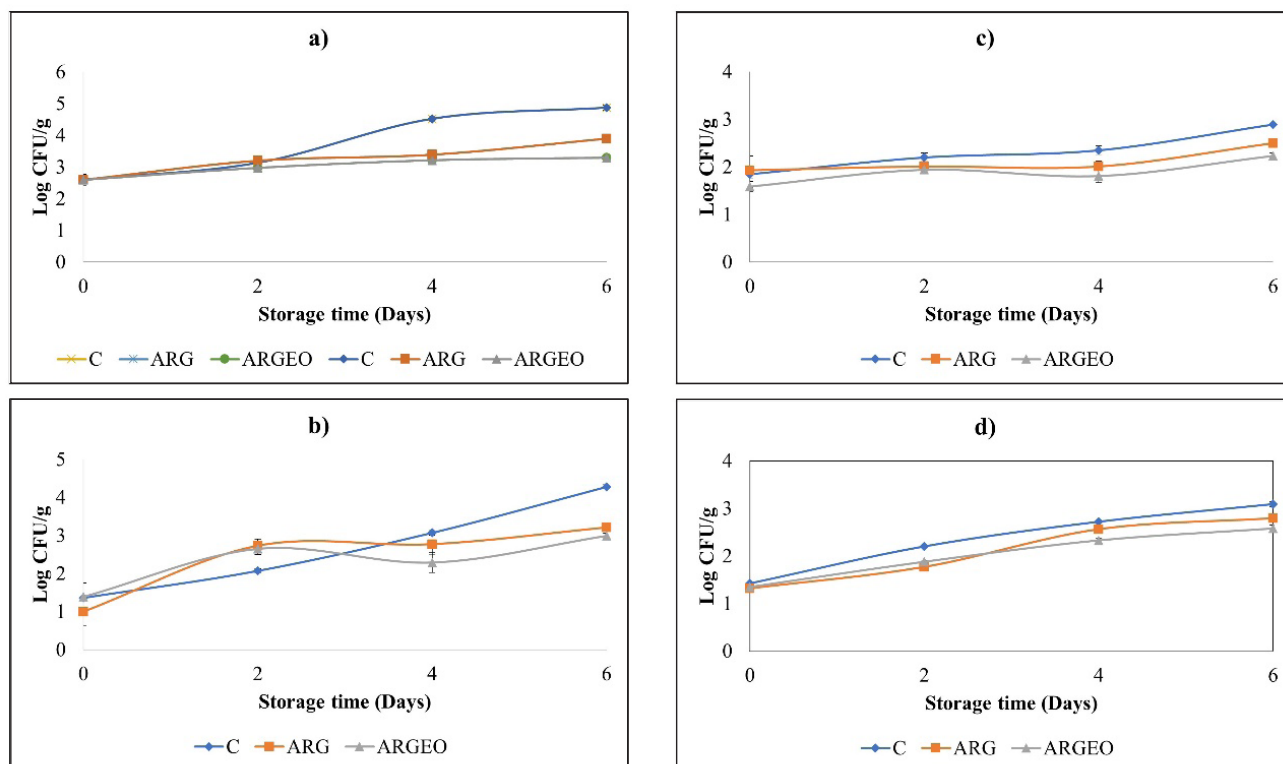 a)
Log CFU/g
6
5
4
3
2
1
0
0 2 4 6
Storage time (Days)
C ARG ARGEO C ARG ARGEO
c)
Log CFU/g
4
3
2
1
0
0 2 4 6
Storage time (Days)
C ARG ARGEO
b)
Log CFU/g
5
4
3
2
1
0
0 2 4 6
Storage time (Days)
C ARG ARGEO
d)
Log CFU/g
4
3
2
1
0
0 2 4 6
Storage time (Days)
C ARG ARGEO